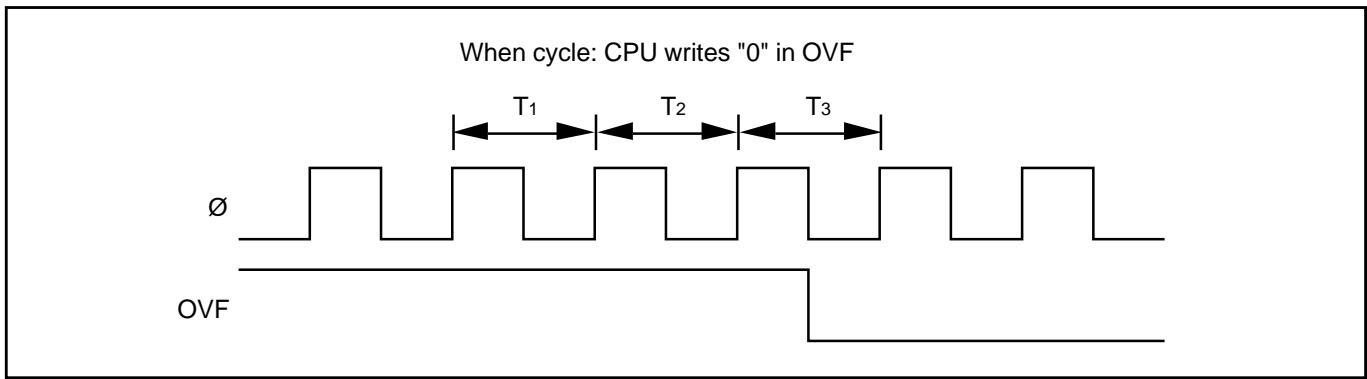 When cycle: CPU writes "0" in OVF
T1 T2 T3
Ø
OVF